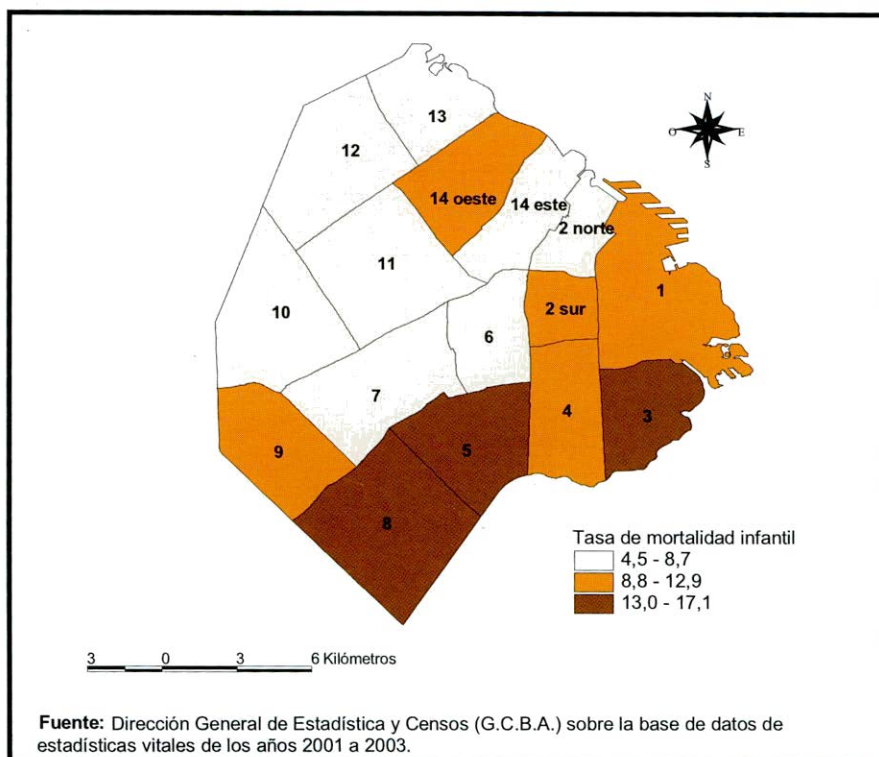 N
O E
S
13
12
14 oeste
14 este
2 norte
11
1
10
2 sur
6
7
4
3
9
5
8
Tasa de mortalidad infantil
4,5 - 8,7
8,8 - 12,9
13,0 - 17,1
3 0 3 6 Kilómetros
Fuente: Dirección General de Estadística y Censos (G.C.B.A.) sobre la base de datos de
estadísticas vitales de los años 2001 a 2003.